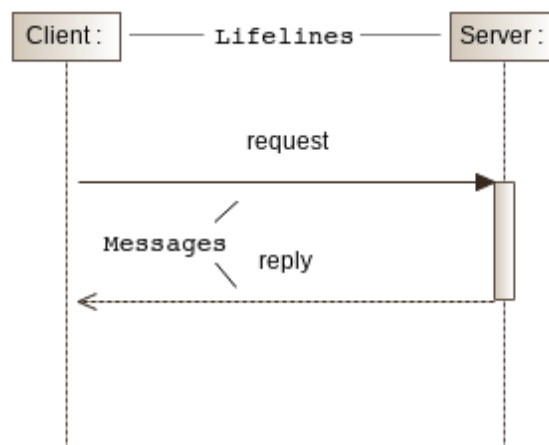 Client : Lifelines Server :
request
Messages
reply